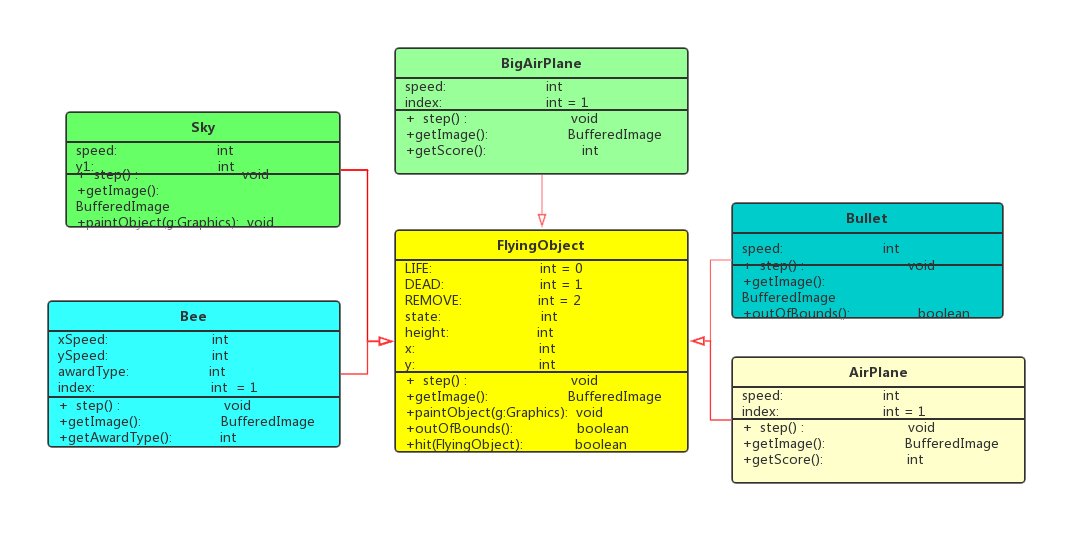 BigAirPlane
speed: int
index: int = 1
+ step() : void
+getImage(): BufferedImage
+getScore(): int
Sky
speed: int
y1: int
+ step() : void
+getImage():
BufferedImage
+paintObject(g:Graphics): void
FlyingObject
LIFE: int = 0
DEAD: int = 1
REMOVE: int = 2
state: int
height: int
x: int
y: int
+ step() : void
+getImage(): BufferedImage
+paintObject(g:Graphics): void
+outOfBounds(): boolean
+hit(FlyingObject): boolean
Bullet
speed: int
+ step() : void
+getImage():
BufferedImage
+outOfBounds(): boolean
Bee
xSpeed: int
ySpeed: int
awardType: int
index: int = 1
+ step() : void
+getImage(): BufferedImage
+getAwardType(): int
AirPlane
speed: int
index: int = 1
+ step() : void
+getImage(): BufferedImage
+getScore(): int